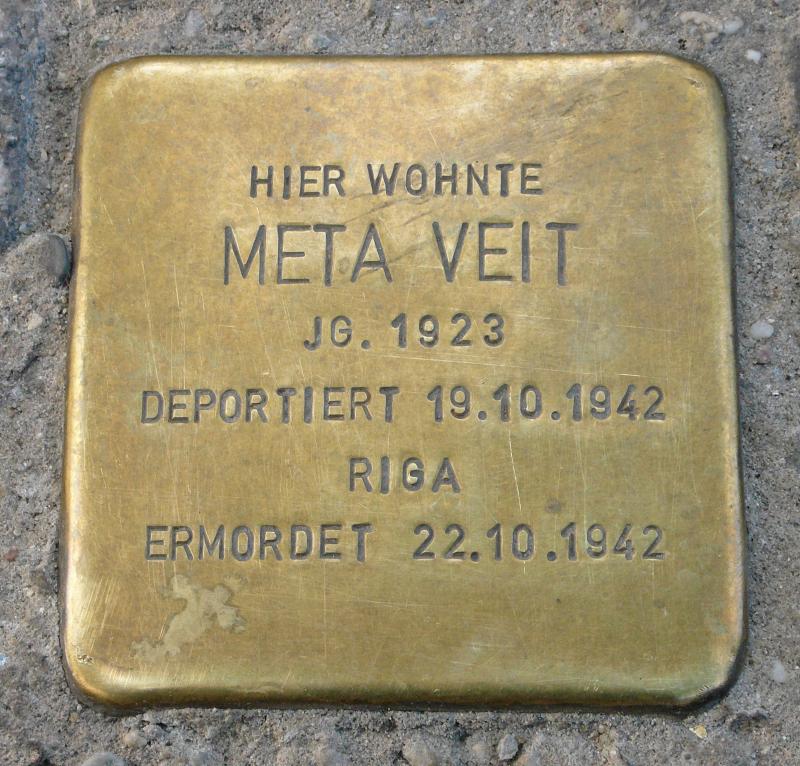 HIER WOHNTE
META VEIT
JG. 1923
DEPORTIERT 19.10.1942
RIGA
ERMORDET 22.10.1942